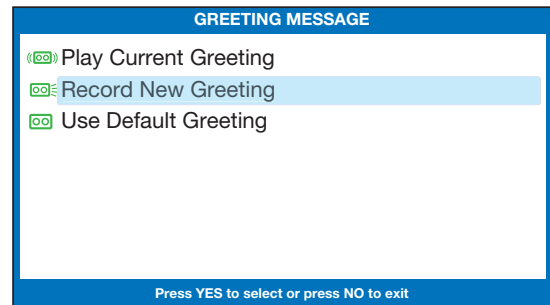 GREETING MESSAGE
Play Current Greeting
Record New Greeting
Use Default Greeting
Press YES to select or press NO to exit